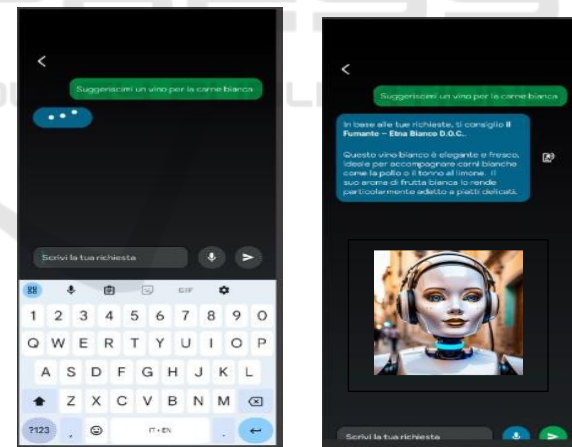 Suggeriscimi un vino per la carne bianca
Scrivi la tua richiesta
GIF
1 2 3 4 5 6 7 8 9 0
Q W E R T Y U I O P
A S D F G H J K L
Z X C V B N M
?123 , IT • EN .
Suggeriscimi un vino per la carne bianca
In base alle tue richieste, ti consiglio Il
Fumante – Etna Bianco D.O.C..
Questo vino bianco è elegante e fresco,
ideale per accompagnare carni bianche
come la pollo o il tonno al limone. Il
suo aroma di frutta bianca lo rende
particolarmente adatto a piatti delicati.
Scrivi la tua richiesta